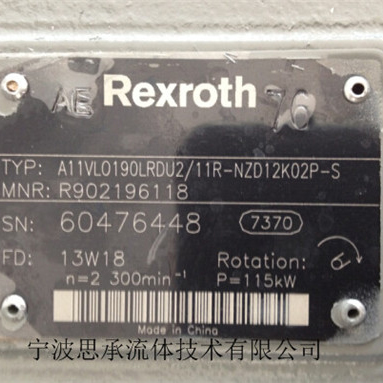 AE Rexroth
TYP: A11VLO190LRDU2/11R-NZD12K02P-S
MNR: R902196118
SN: 60476448 7370
FD: 13W18 Rotation:
n=2 300min⁻¹ P=115kW
Made in China
宁波思承流体技术有限公司